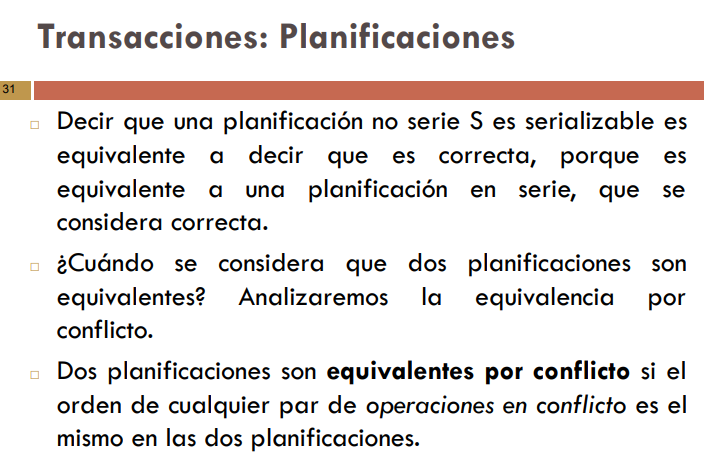 Transacciones: Planificaciones
31
Decir que una planificación no serie S es serializable es
equivalente a decir que es correcta, porque es
equivalente a una planificación en serie, que se
considera correcta.
¿Cuándo se considera que dos planificaciones son
equivalentes? Analizaremos la equivalencia por
conflicto.
Dos planificaciones son equivalentes por conflicto si el
orden de cualquier par de operaciones en conflicto es el
mismo en las dos planificaciones.